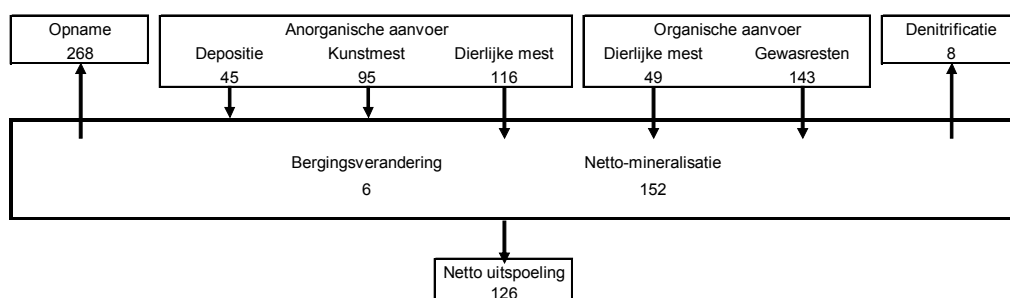 Opname
268
Anorganische aanvoer
Depositie Kunstmest Dierlijke mest
45 95 116
Organische aanvoer
Dierlijke mest Gewasresten
49 143
Denitrificatie
8
Bergingsverandering Netto-mineralisatie
6 152
Netto uitspoeling
126